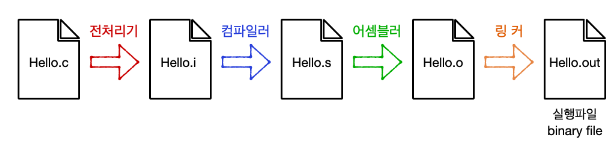 전처리기
컴파일러
어셈블러
링 커
Hello.c
Hello.i
Hello.s
Hello.o
Hello.out
실행파일
binary file